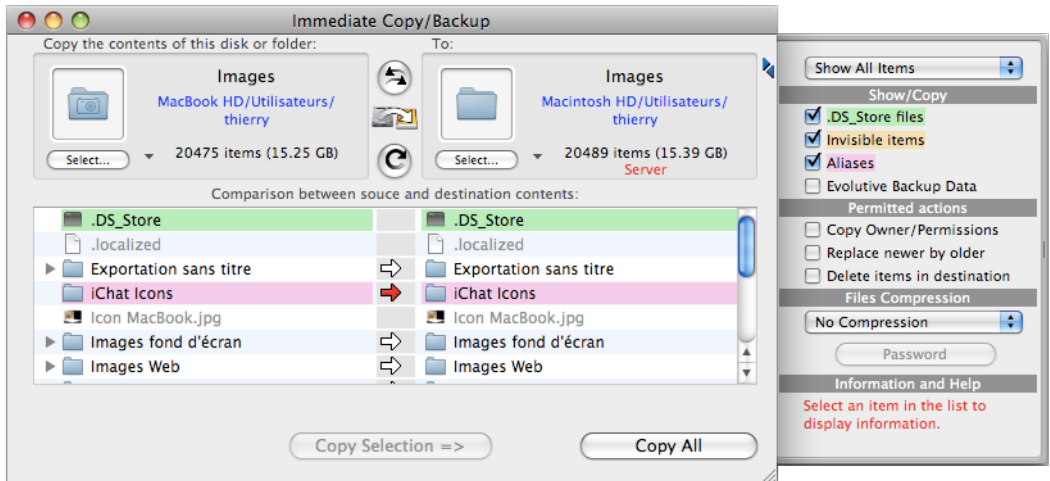 Immediate Copy/Backup
Copy the contents of this disk or folder:
Images
MacBook HD/Utilisateurs/
thierry
Select...
20475 items (15.25 GB)
To:
Images
Macintosh HD/Utilisateurs/
thierry
Select...
20489 items (15.39 GB)
Server
Comparison between souce and destination contents:
.DS_Store .DS_Store
.localized .localized
Exportation sans titre Exportation sans titre
iChat Icons iChat Icons
Icon MacBook.jpg Icon MacBook.jpg
Images fond d'écran Images fond d'écran
Images Web Images Web
Copy Selection => Copy All
Show All Items
Show/Copy
.DS_Store files
Invisible items
Aliases
Evolutive Backup Data
Permitted actions
Copy Owner/Permissions
Replace newer by older
Delete items in destination
Files Compression
No Compression
Password
Information and Help
Select an item in the list to
display information.